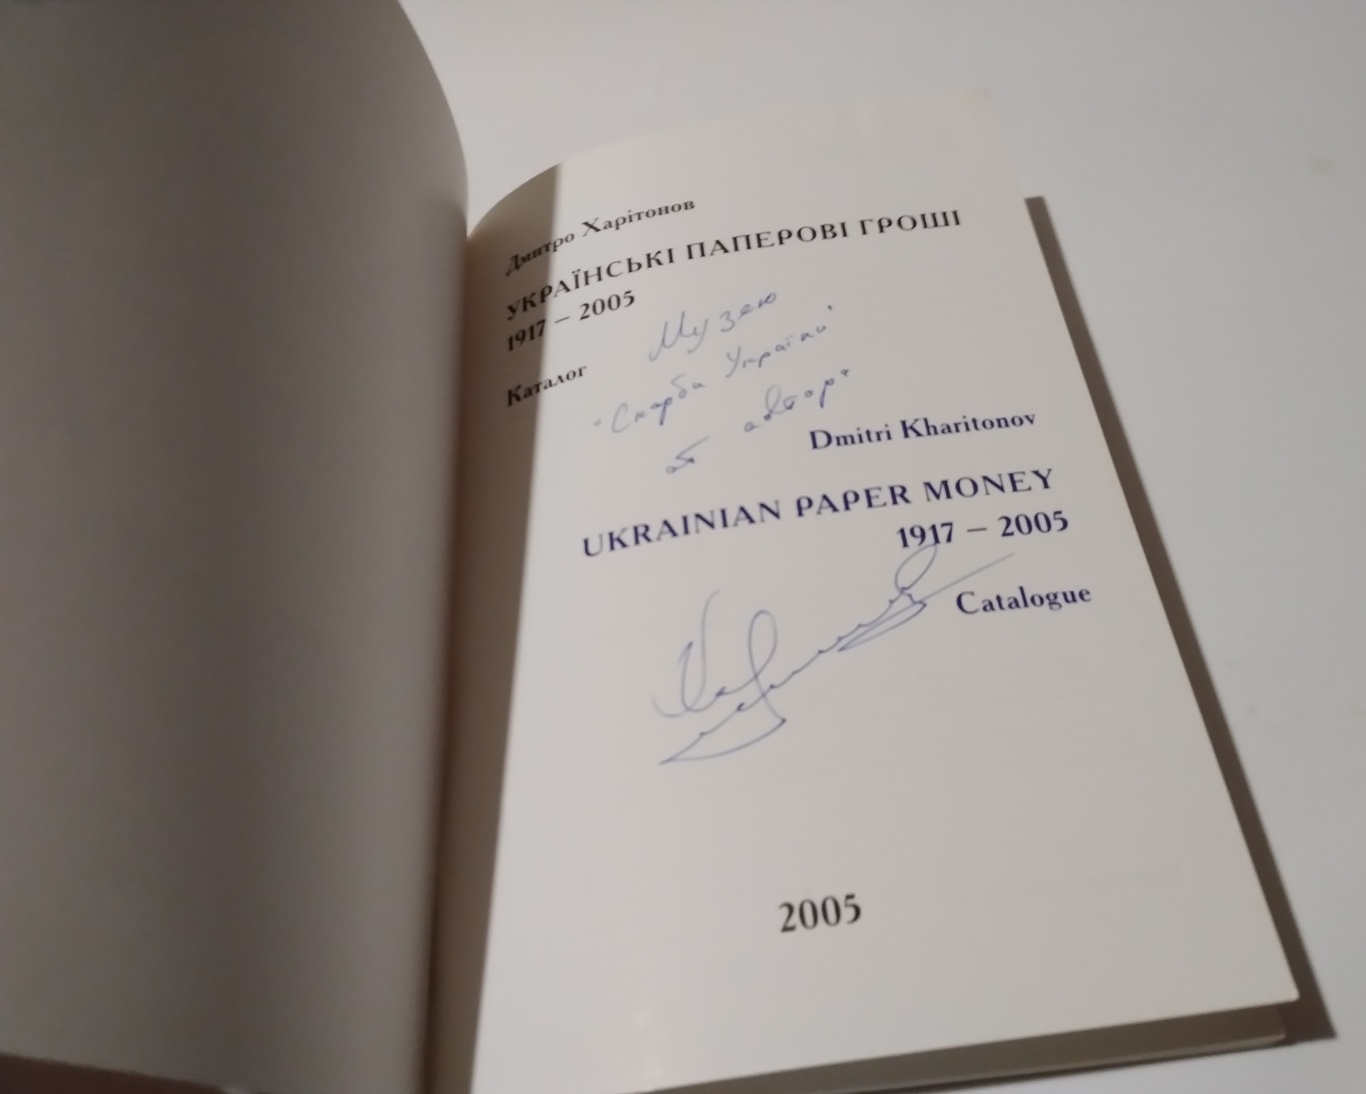 Дмитро Харітонов
УКРАЇНСЬКІ ПАПЕРОВІ ГРОШІ
1917 – 2005
Каталог
Музею
"Скарби України"
от автора
Dmitri Kharitonov
UKRAINIAN PAPER MONEY
1917 – 2005
Catalogue
2005